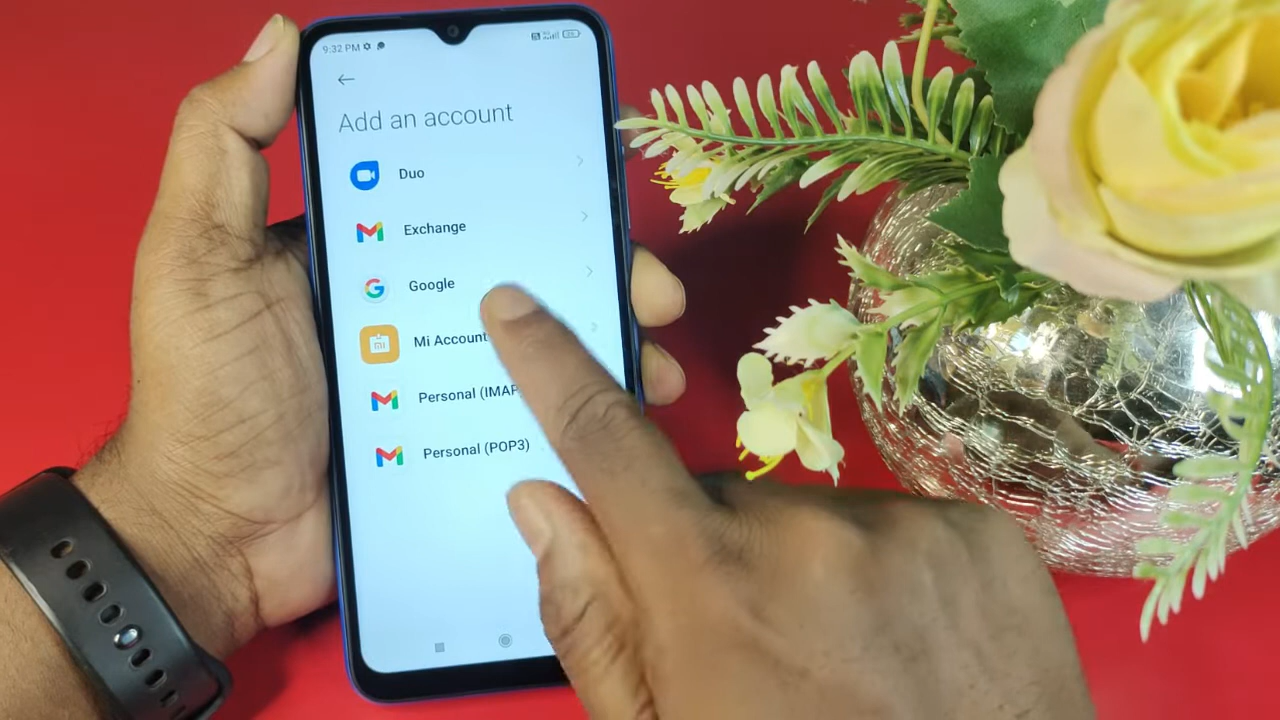 9:32 PM
Add an account
Duo
Exchange
Google
Mi Account
Personal (IMAP
Personal (POP3)